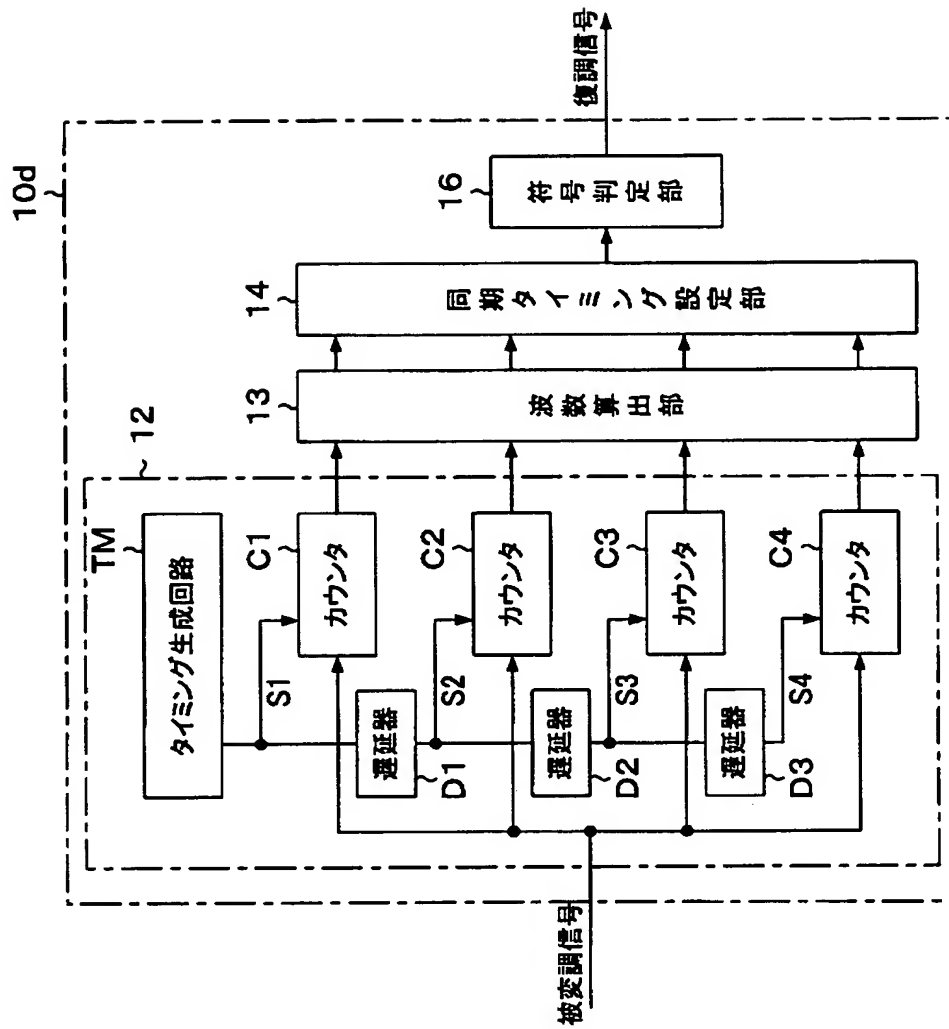 10d
12
TM
タイミング生成回路
S1
C1
カウンタ
遅延器
D1
S2
C2
カウンタ
遅延器
D2
S3
C3
カウンタ
遅延器
D3
S4
C4
カウンタ
被変調信号
13
波数算出部
14
同期タイミング設定部
16
符号判定部
復調信号